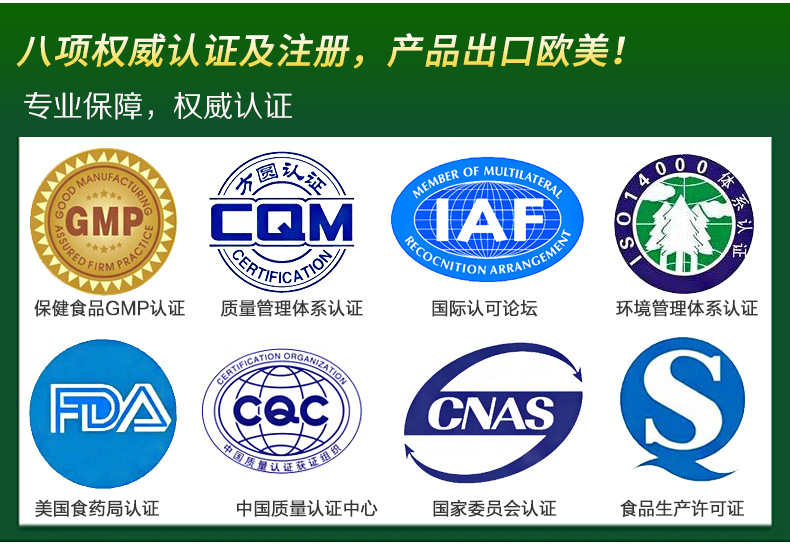 八项权威认证及注册，产品出口欧美！
专业保障，权威认证
GOOD MANUFACTURING
GMP
ASSURED FIRM PRACTICE
方圆认证
CQM
CERTIFICATION
MEMBER OF MULTILATERAL
IAF
RECOCNITION ARRANGEMENT
ISO14000体系认证
保健食品GMP认证
质量管理体系认证
国际认可论坛
环境管理体系认证
FDA
CERTIFICATION ORGANIZATION
CQC
中国质量认证获证组织
CNAS
S
美国食药局认证
中国质量认证中心
国家委员会认证
食品生产许可证